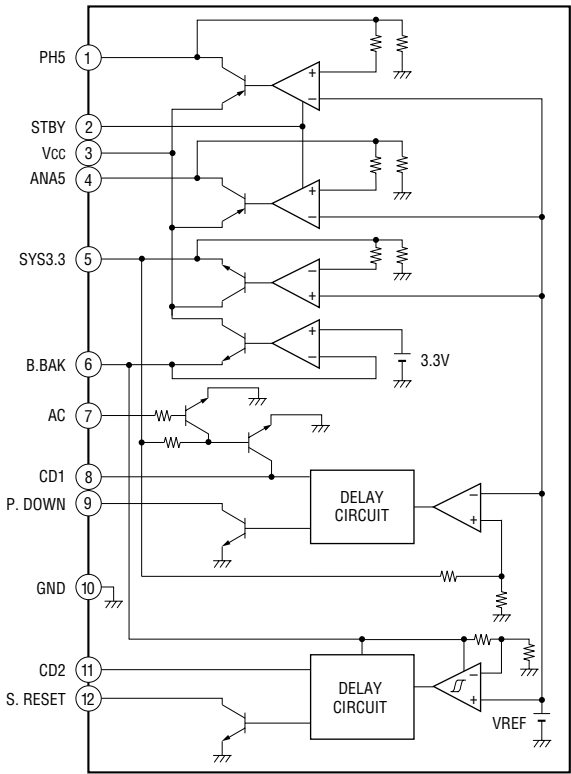 PH5 1
STBY 2
Vcc 3
ANA5 4
SYS3.3 5
B.BAK 6
AC 7
CD1 8
P. DOWN 9
GND 10
CD2 11
S. RESET 12
+
−
+
−
−
+
+
−
3.3V
DELAY
CIRCUIT
−
+
DELAY
CIRCUIT
−
+
VREF